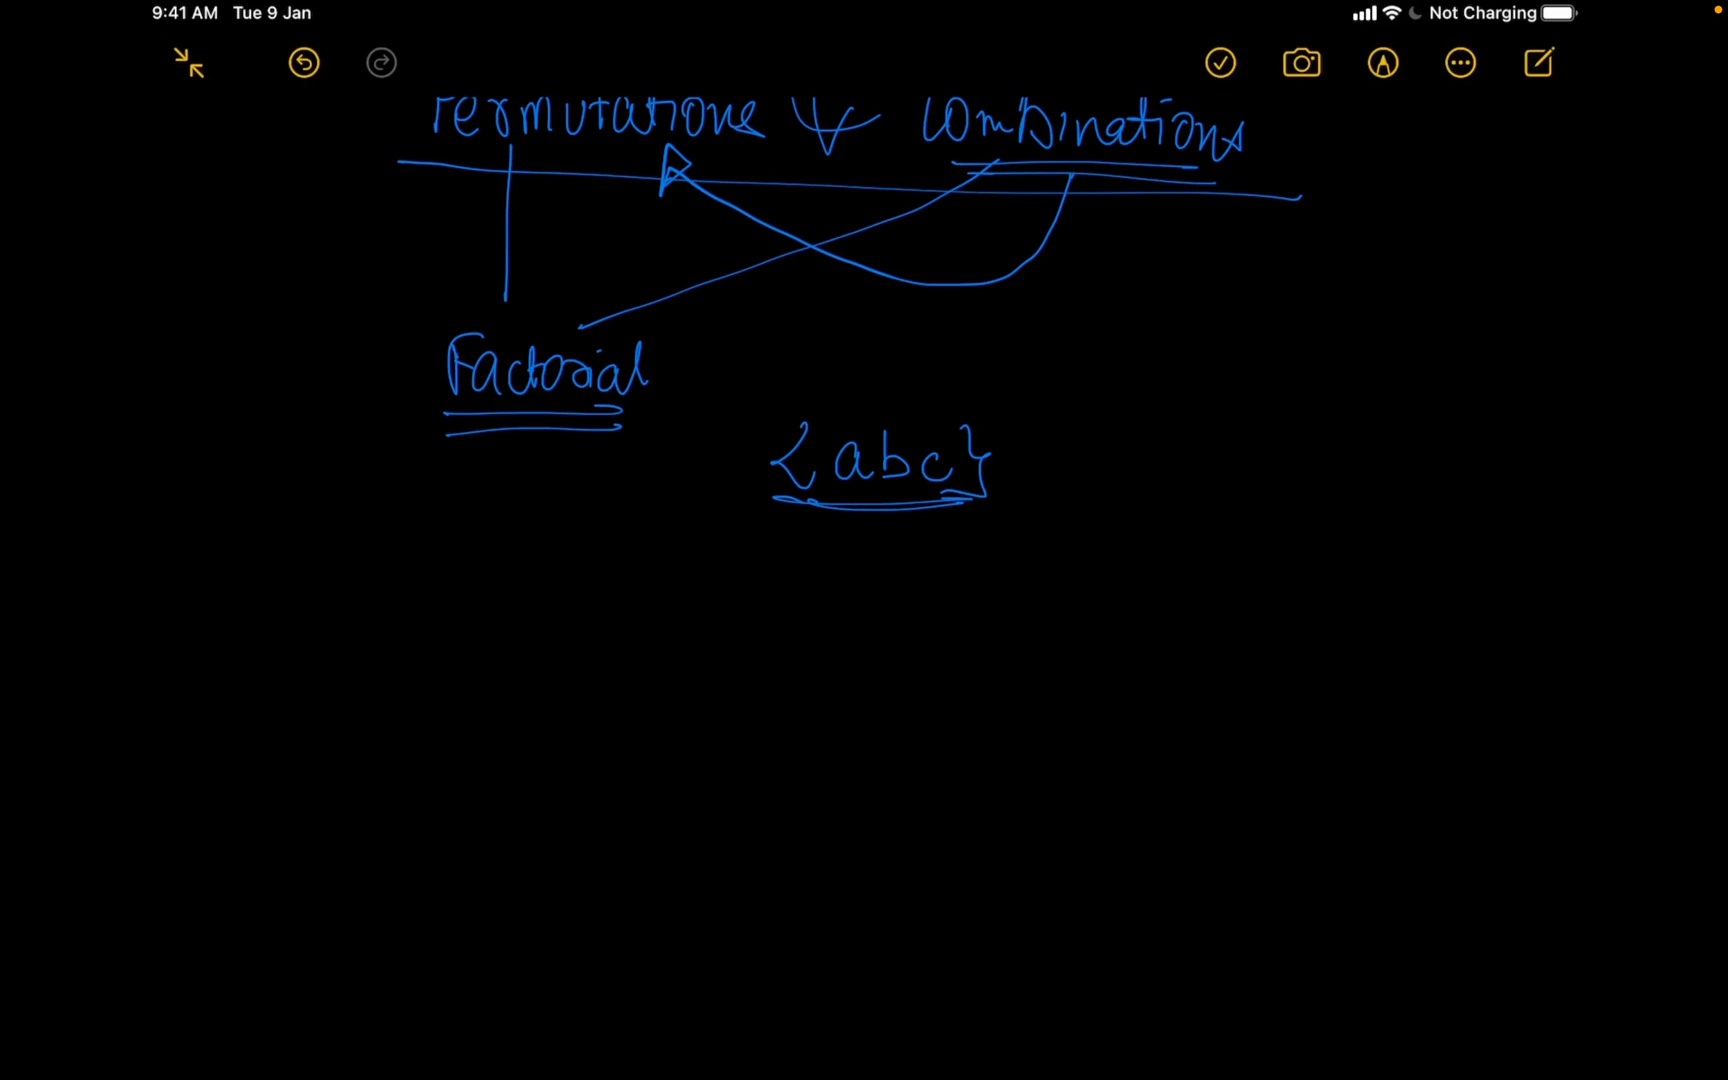 9:41 AM Tue 9 Jan Not Charging
Permutations & Combinations
Factorial
{abc}